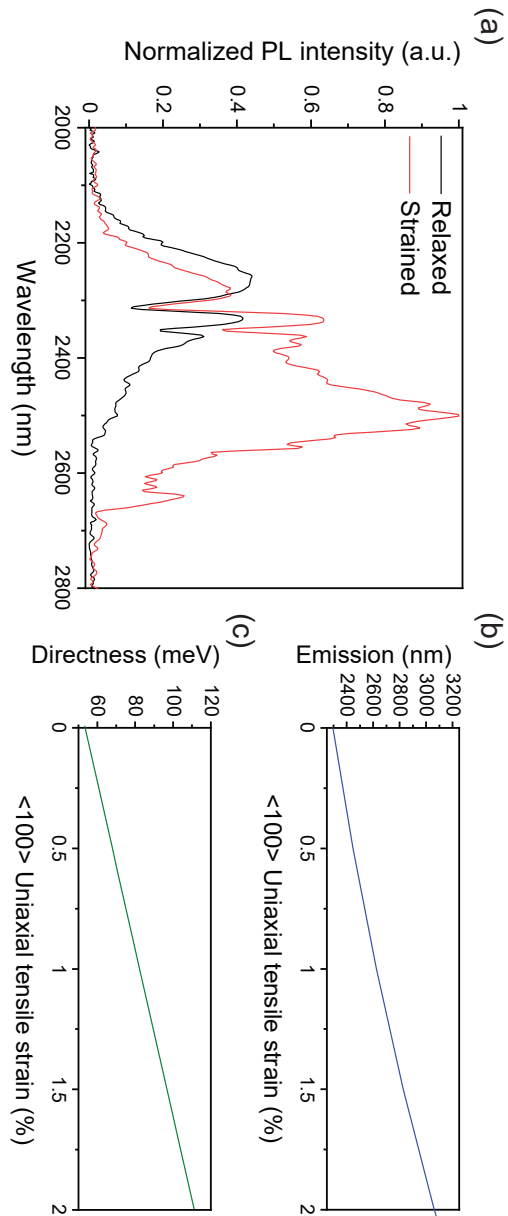 (a)
Normalized PL intensity (a.u.)
1
0.8
0.6
0.4
0.2
0
Relaxed
Strained
2000
2200
2400
2600
2800
Wavelength (nm)
(b)
Emission (nm)
3200
3000
2800
2600
2400
0
0.5
1
1.5
2
<100> Uniaxial tensile strain (%)
(c)
Directness (meV)
120
100
80
60
0
0.5
1
1.5
2
<100> Uniaxial tensile strain (%)